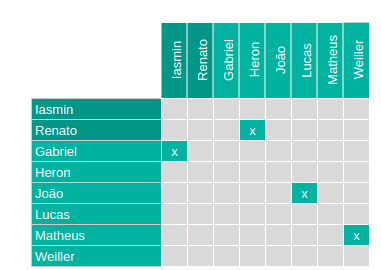 Iasmin Renato Gabriel Heron João Lucas Matheus Weiller
Iasmin
Renato x
Gabriel x
Heron
João x
Lucas
Matheus x
Weiller